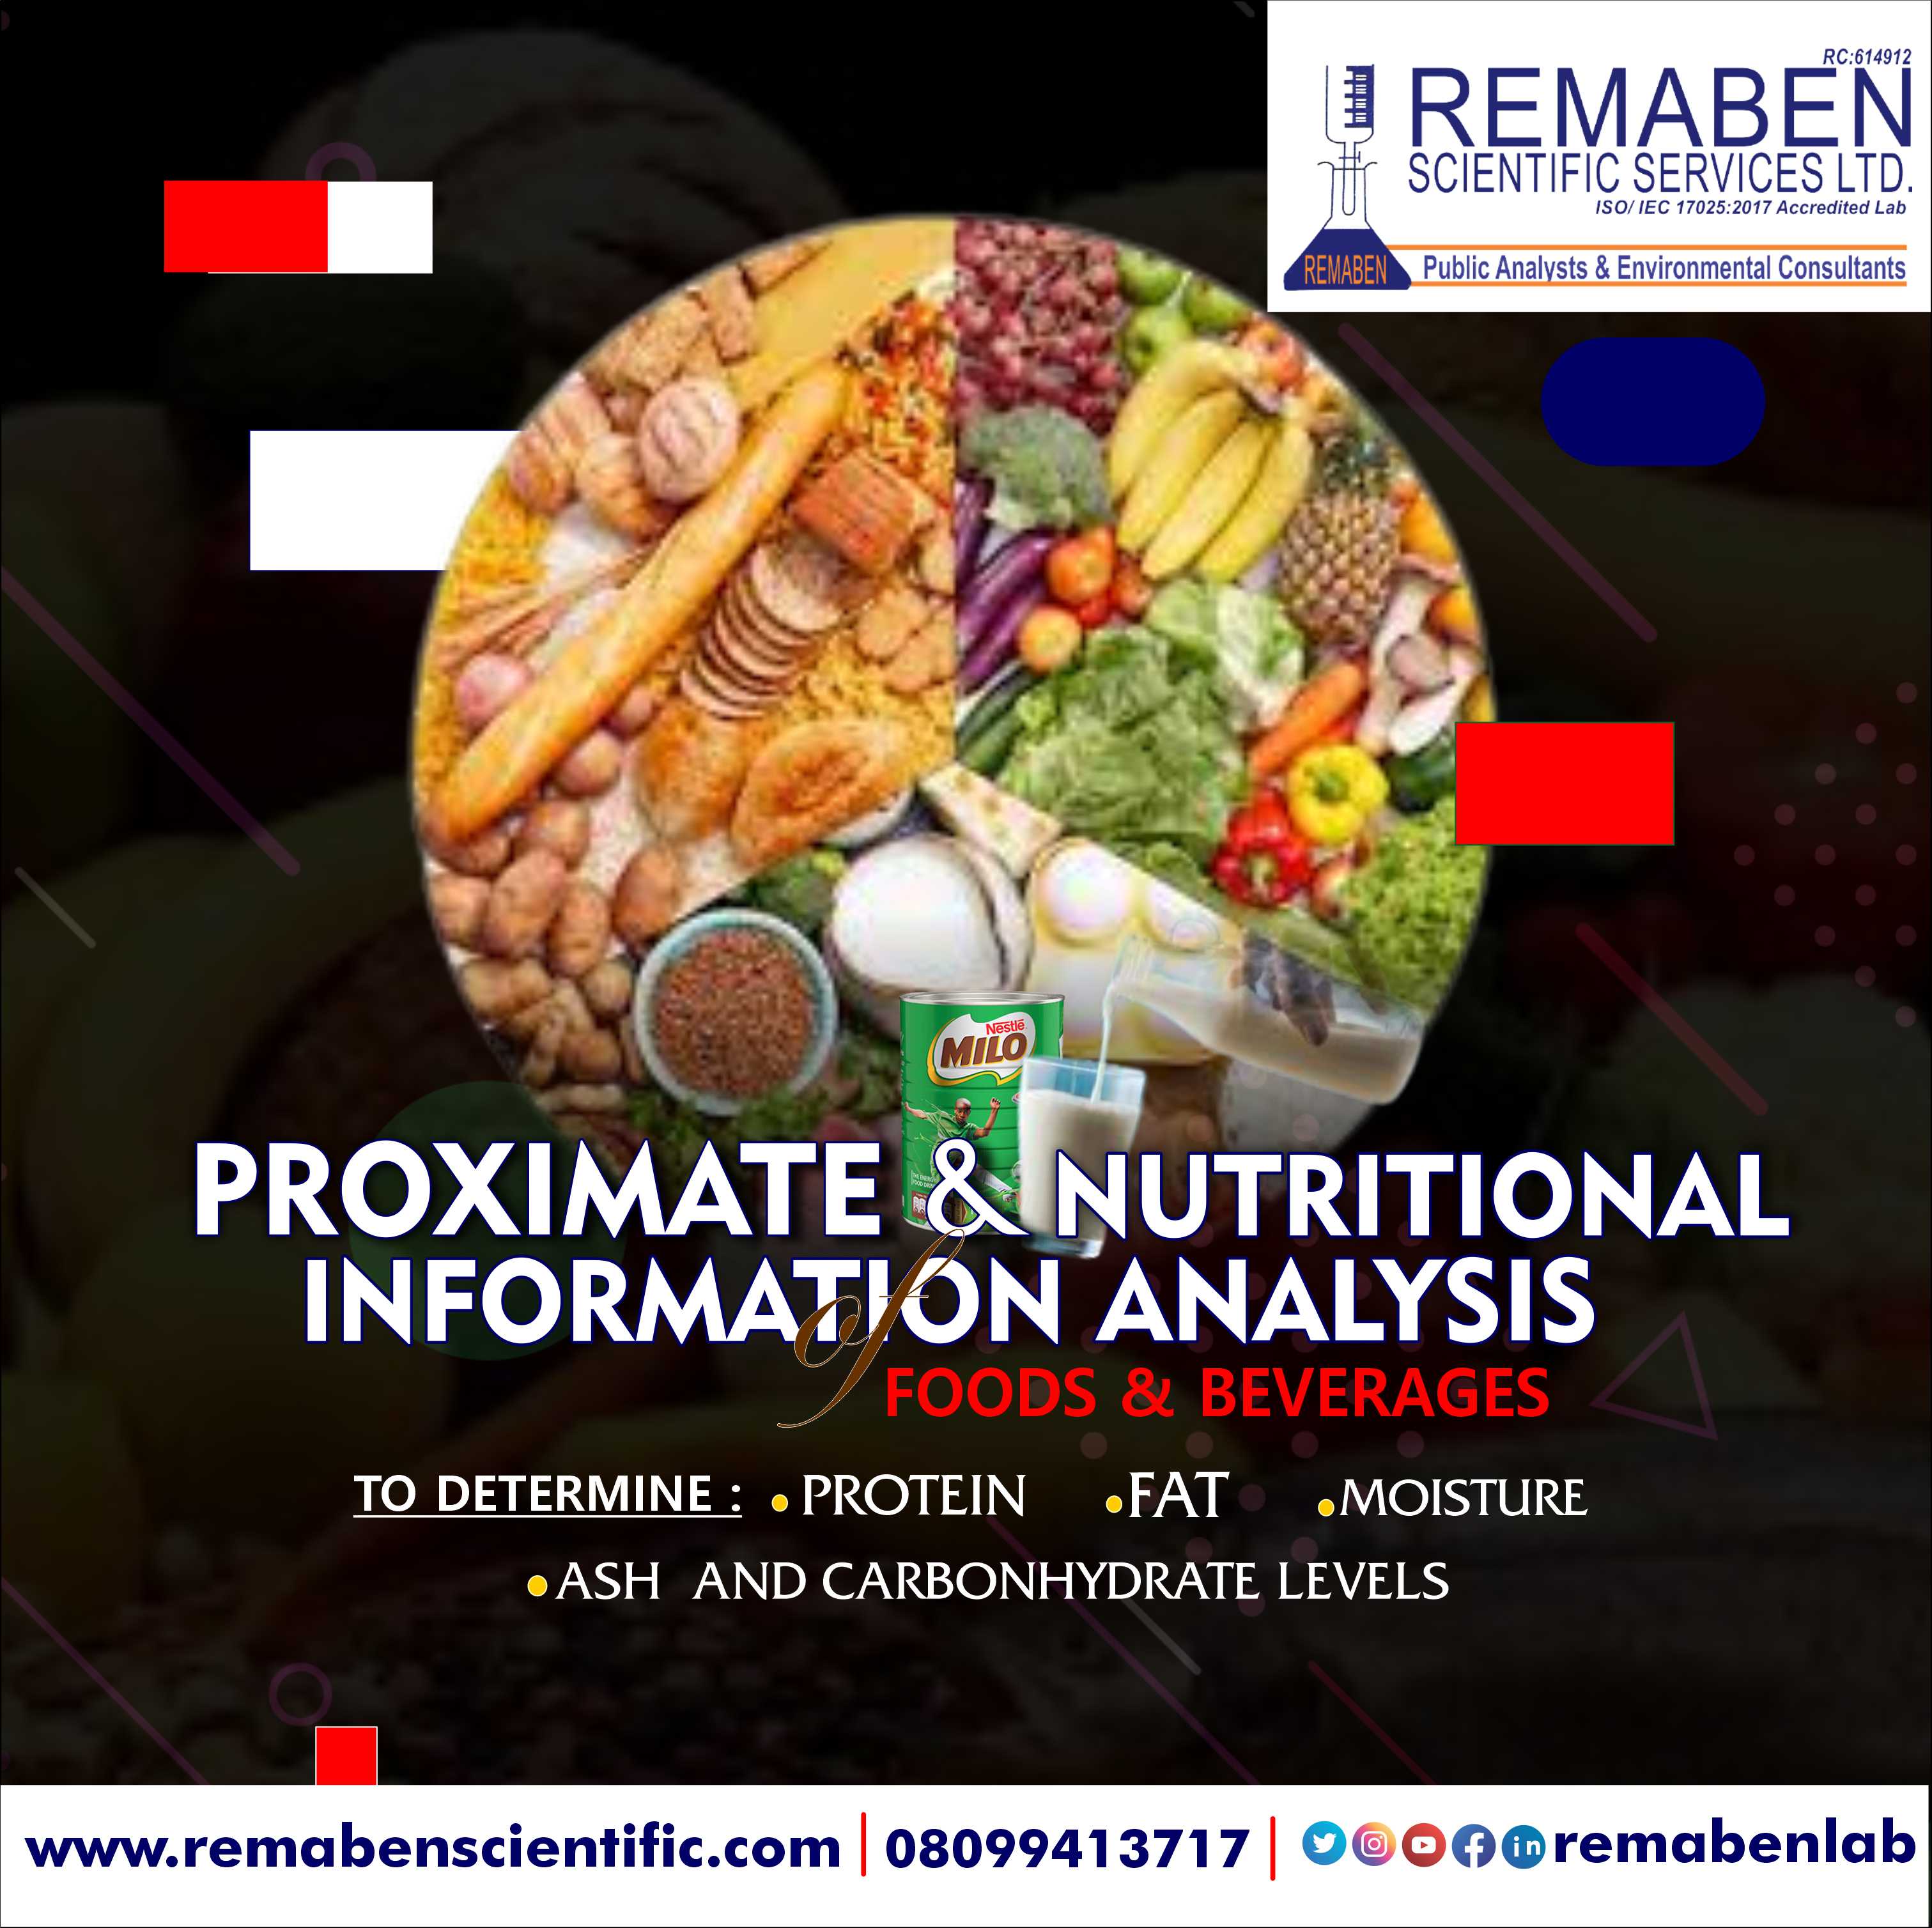 RC:614912
REMABEN
SCIENTIFIC SERVICES LTD.
ISO/ IEC 17025:2017 Accredited Lab
REMABEN
Public Analysts & Environmental Consultants
Nestlé
MILO
PROXIMATE & NUTRITIONAL
INFORMATION ANALYSIS
of
FOODS & BEVERAGES
TO DETERMINE : • PROTEIN • FAT • MOISTURE
• ASH AND CARBONHYDRATE LEVELS
www.remabenscientific.com | 08099413717 | remabenlab